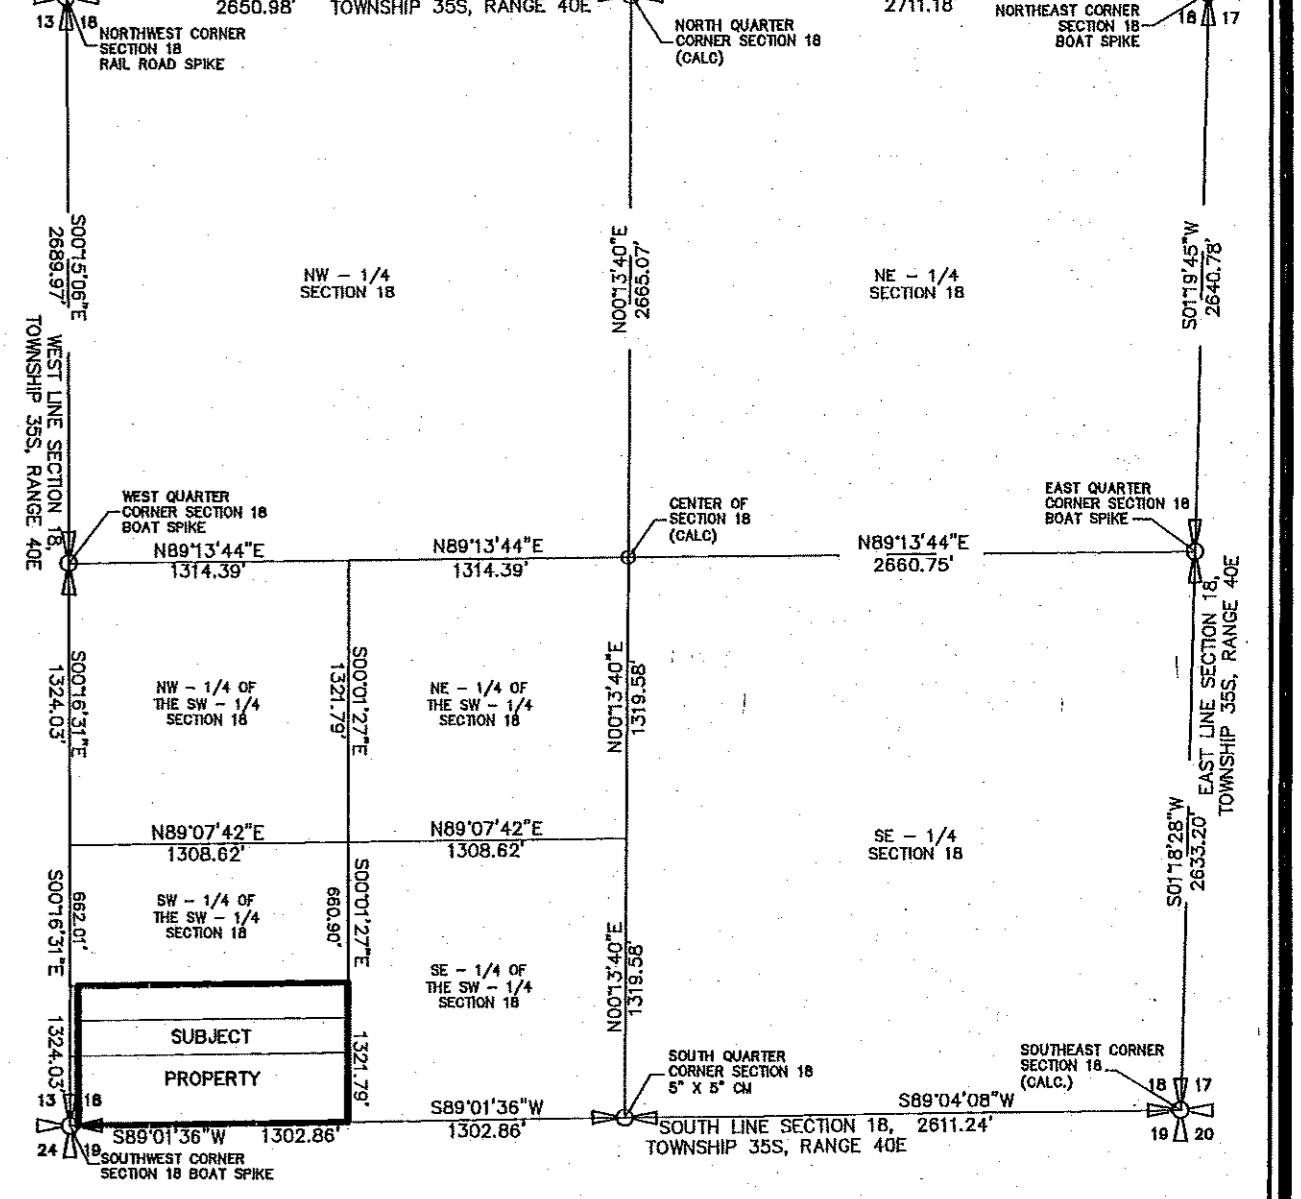 2650.98'
TOWNSHIP 35S, RANGE 40E
2711.18'
13 18
NORTHWEST CORNER
SECTION 18
RAIL ROAD SPIKE
NORTH QUARTER
CORNER SECTION 18
(CALC)
NORTHEAST CORNER
SECTION 18
BOAT SPIKE
18 17
S00°15'06"E
2689.97'
NW - 1/4
SECTION 18
N00°13'40"E
2665.07'
NE - 1/4
SECTION 18
S01°19'45"W
2640.78'
WEST LINE SECTION 18,
TOWNSHIP 35S, RANGE 40E
WEST QUARTER
CORNER SECTION 18
BOAT SPIKE
CENTER OF
SECTION 18
(CALC)
EAST QUARTER
CORNER SECTION 18
BOAT SPIKE
N89°13'44"E
1314.39'
N89°13'44"E
1314.39'
N89°13'44"E
2660.75'
EAST LINE SECTION 18,
TOWNSHIP 35S, RANGE 40E
S00°16'31"E
1324.03'
NW - 1/4 OF
THE SW - 1/4
SECTION 18
S00°01'27"E
1321.79'
NE - 1/4 OF
THE SW - 1/4
SECTION 18
N00°13'40"E
1319.58'
N89°07'42"E
1308.62'
N89°07'42"E
1308.62'
SE - 1/4
SECTION 18
S01°18'28"W
2633.20'
S00°16'31"E
662.01'
SW - 1/4 OF
THE SW - 1/4
SECTION 18
660.90'
S00°01'27"E
SE - 1/4 OF
THE SW - 1/4
SECTION 18
N00°13'40"E
1319.58'
1324.03'
SUBJECT
PROPERTY
1321.79'
SOUTH QUARTER
CORNER SECTION 18
5" X 5" CM
SOUTHEAST CORNER
SECTION 18
(CALC.)
13 18
18 17
S89°01'36"W 1302.86'
S89°01'36"W
1302.86'
S89°04'08"W
SOUTH LINE SECTION 18, 2611.24'
TOWNSHIP 35S, RANGE 40E
24 19
19 20
SOUTHWEST CORNER
SECTION 18 BOAT SPIKE